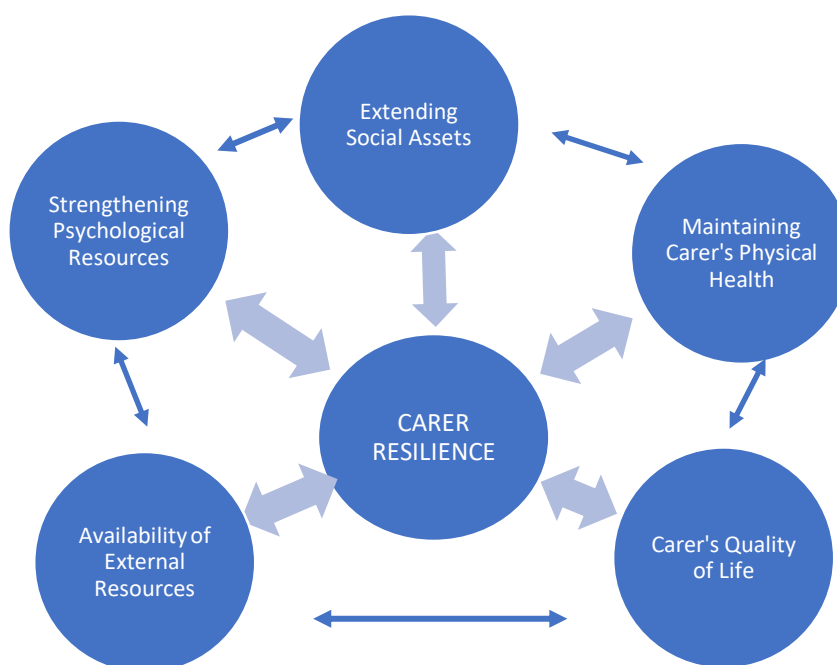 Extending
Social Assets
Strengthening
Psychological
Resources
Maintaining
Carer's Physical
Health
CARER
RESILIENCE
Availability of
External
Resources
Carer's Quality
of Life